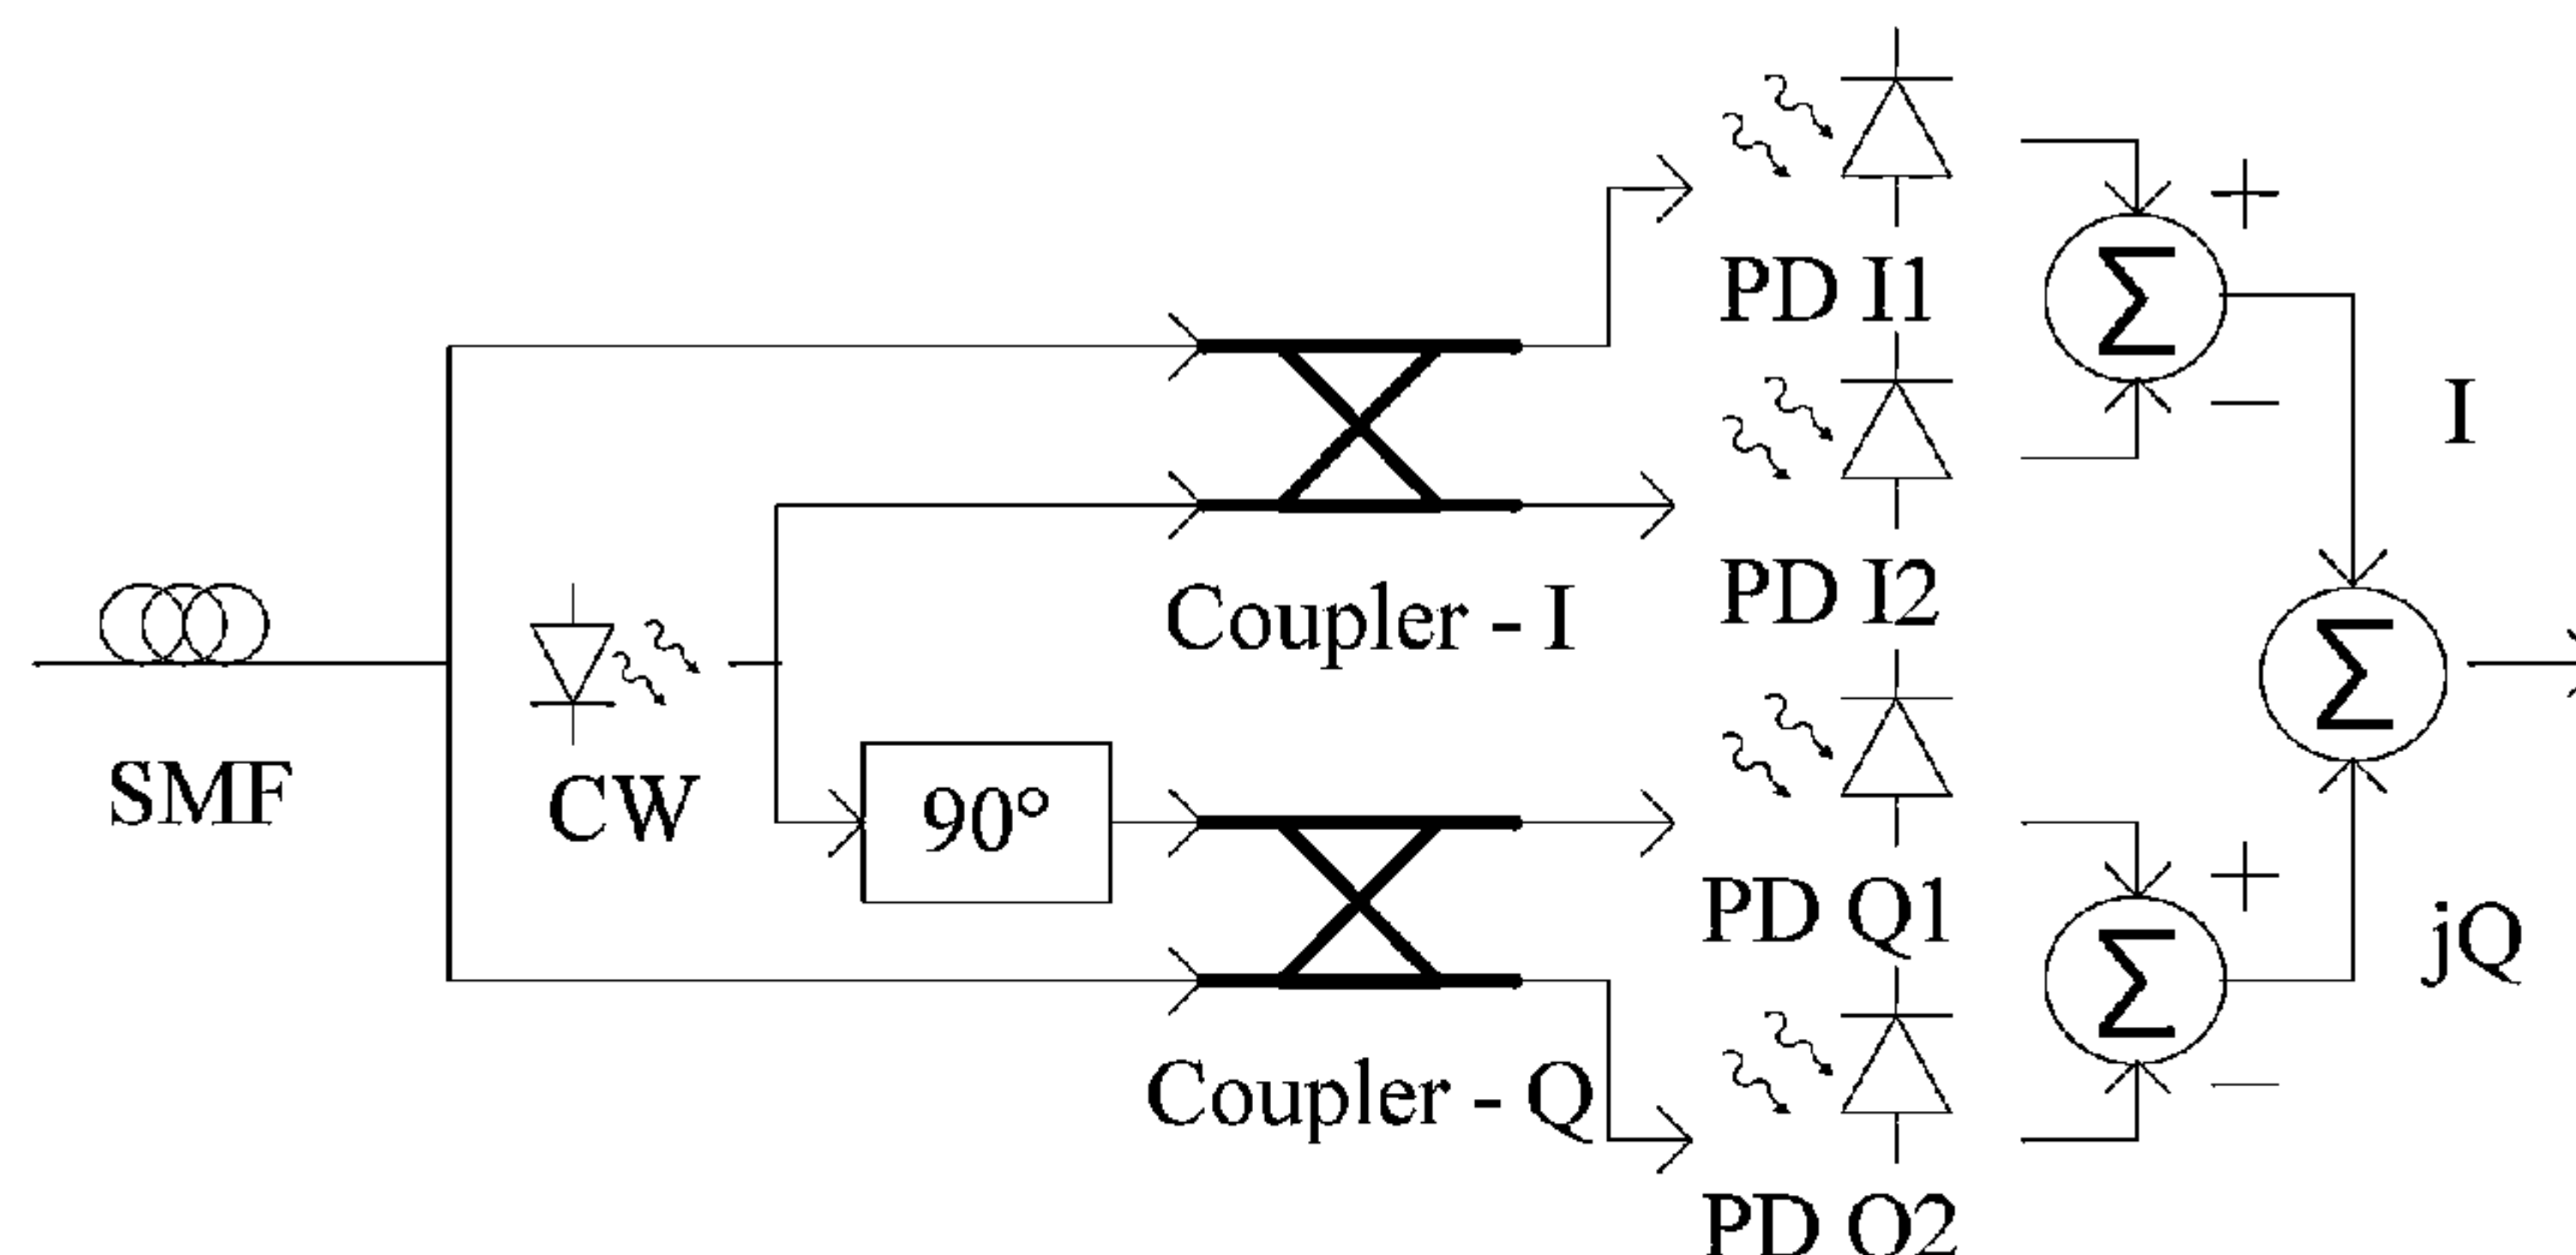 SMF
CW
90°
Coupler - I
Coupler - Q
PD I1
PD I2
PD Q1
PD Q2
Σ
+
−
Σ
+
−
Σ
I
jQ